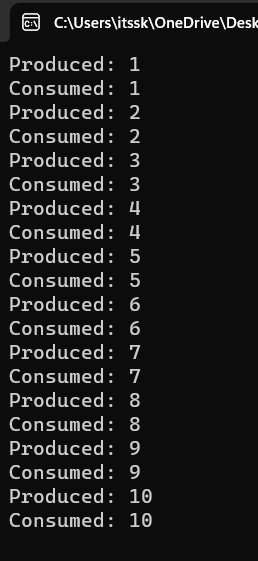 C:\Users\itssk\OneDrive\Desk
Produced: 1
Consumed: 1
Produced: 2
Consumed: 2
Produced: 3
Consumed: 3
Produced: 4
Consumed: 4
Produced: 5
Consumed: 5
Produced: 6
Consumed: 6
Produced: 7
Consumed: 7
Produced: 8
Consumed: 8
Produced: 9
Consumed: 9
Produced: 10
Consumed: 10